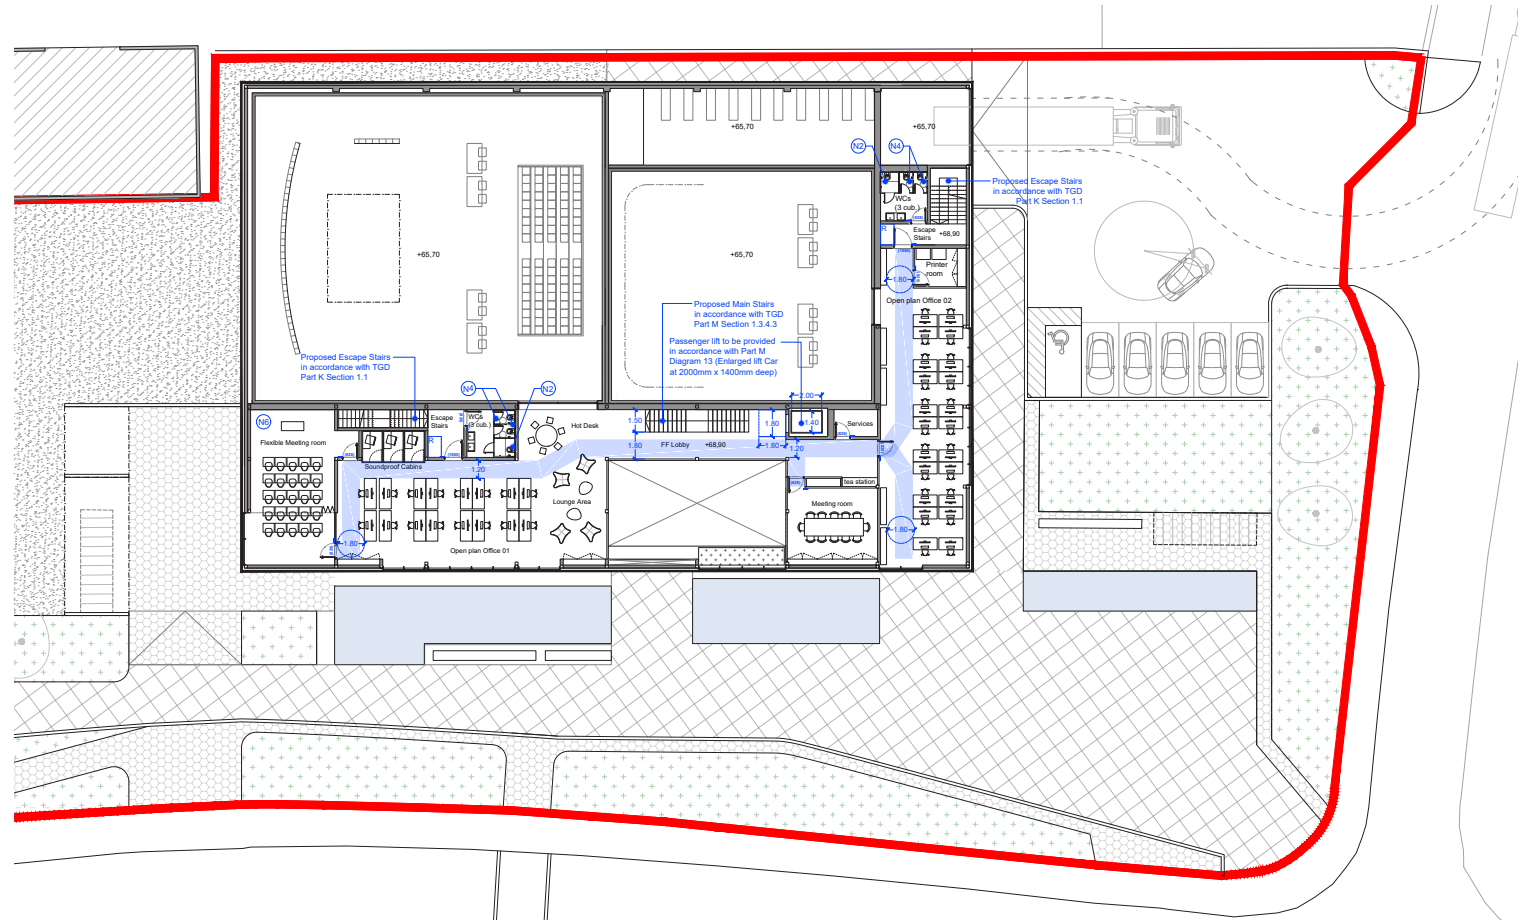 +65,70
+65,70
N2
N4
Proposed Escape Stairs
in accordance with TGD
Part K Section 1.1
WCs
(3 cub.)
R
Escape
Stairs
+68,90
+65,70
+65,70
Printer
room
1.80
Open plan Office 02
Proposed Main Stairs
in accordance with TGD
Part M Section 1.3.4.3
Passenger lift to be provided
in accordance with Part M
Diagram 13 (Enlarged lift Car
at 2000mm x 1400mm deep)
Proposed Escape Stairs
in accordance with TGD
Part K Section 1.1
N4
N2
2.00
N6
Escape
Stairs
WCs
(3 cub.)
Hot Desk
1.50
1.80
1.40
Services
Flexible Meeting room
R
1.80
FF Lobby
+68,90
1.80
1.20
Soundproof Cabins
1.20
tea station
Lounge Area
Meeting room
1.80
1.80
Open plan Office 01